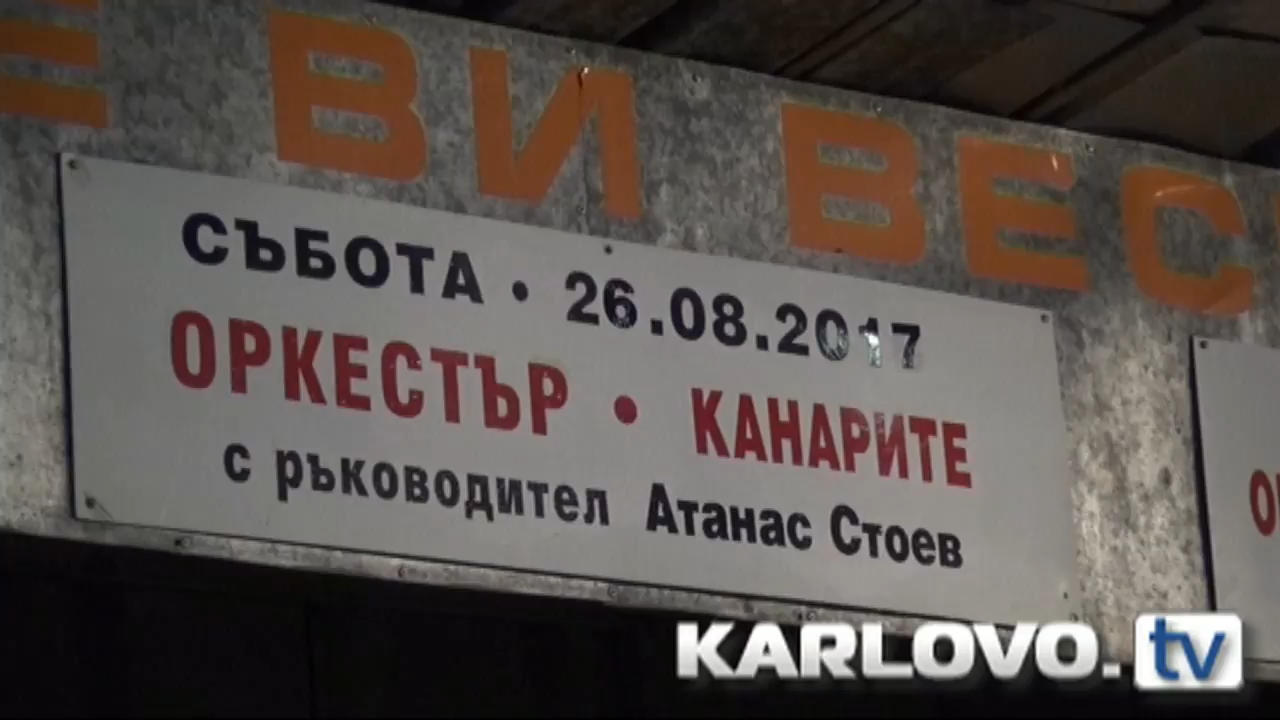 ВИ ВЕС
СЪБОТА • 26.08.2017
ОРКЕСТЪР • КАНАРИТЕ
с ръководител Атанас Стоев
KARLOVO.tv